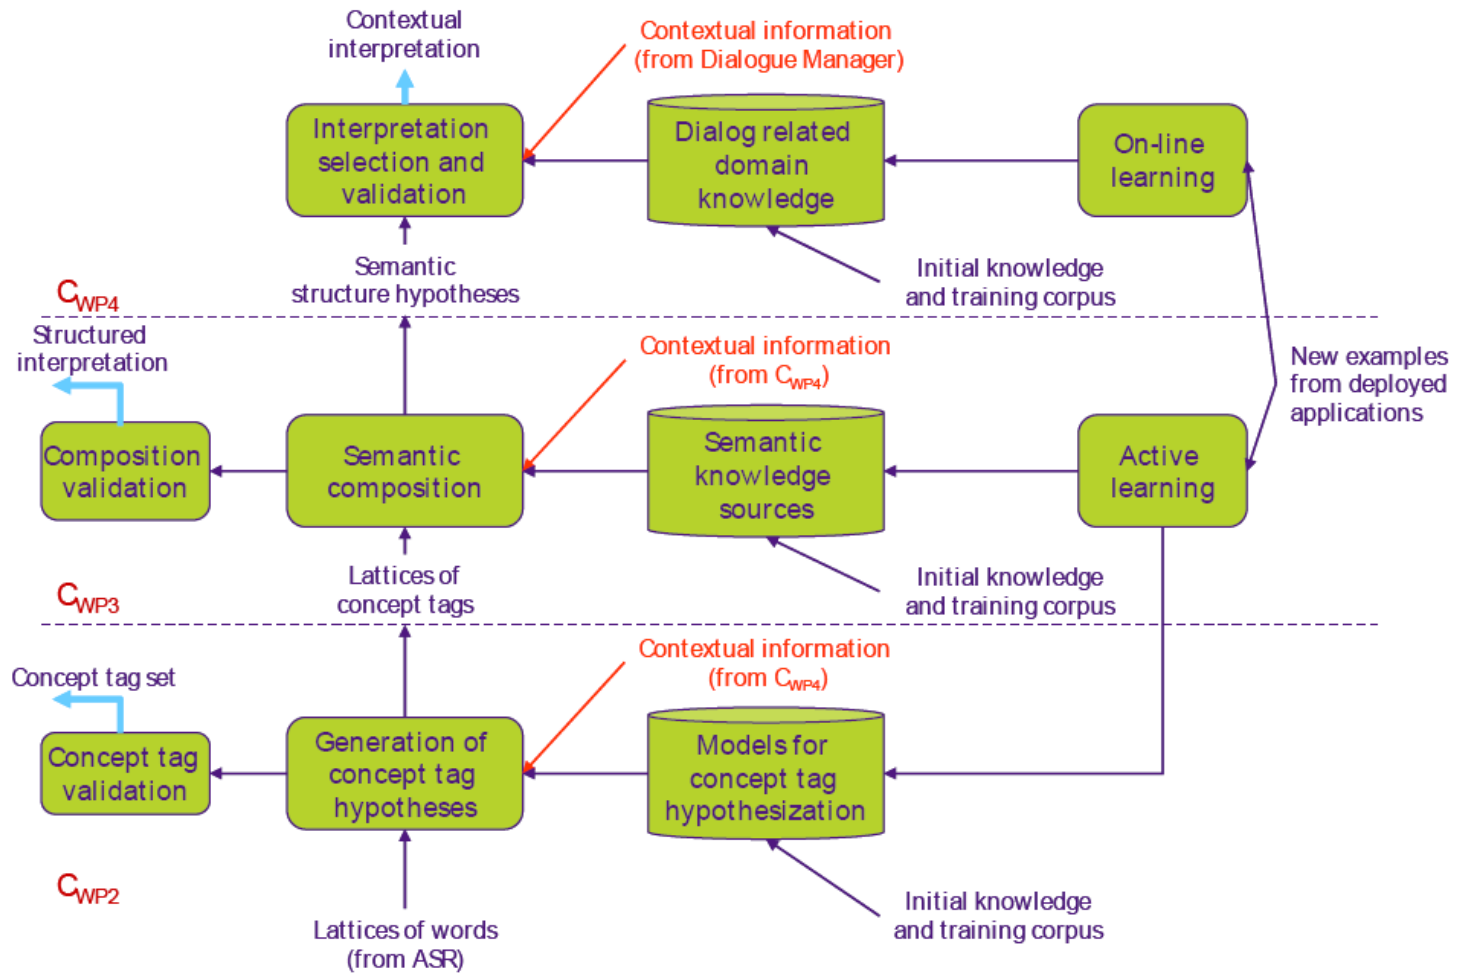 Contextual
interpretation
Contextual information
(from Dialogue Manager)
Interpretation
selection and
validation
Dialog related
domain
knowledge
On-line
learning
Semantic
structure hypotheses
Initial knowledge
and training corpus
CWP4
Structured
interpretation
Contextual information
(from CWP4)
New examples
from deployed
applications
Composition
validation
Semantic
composition
Semantic
knowledge
sources
Active
learning
Lattices of
concept tags
Initial knowledge
and training corpus
CWP3
Concept tag set
Contextual information
(from CWP4)
Concept tag
validation
Generation of
concept tag
hypotheses
Models for
concept tag
hypothesization
CWP2
Lattices of words
(from ASR)
Initial knowledge
and training corpus